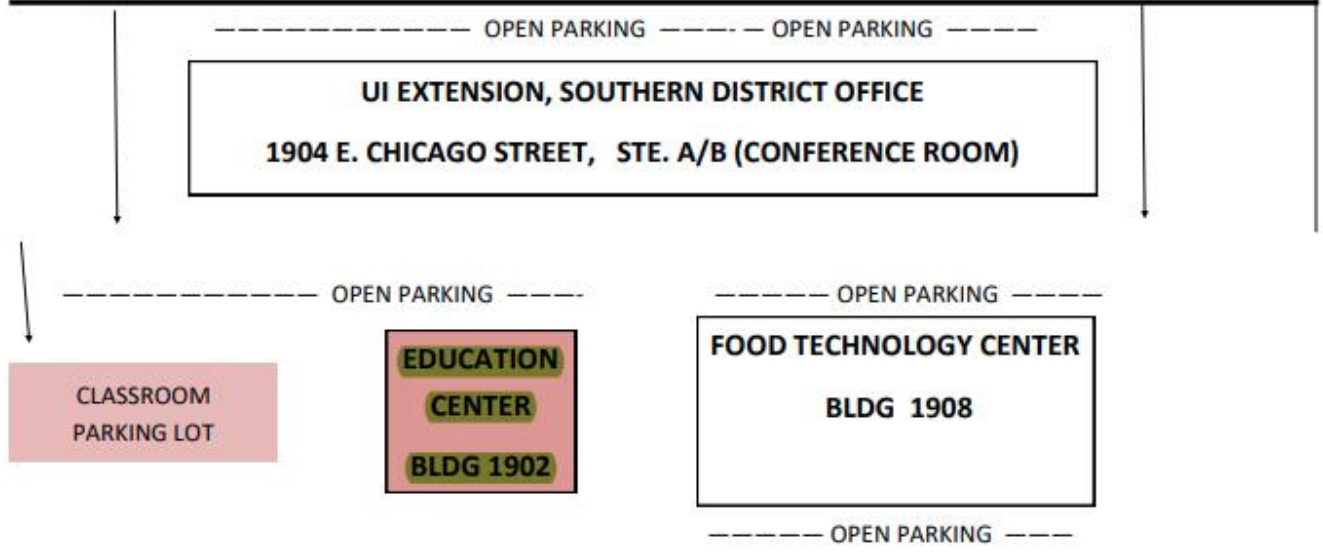 —————————— OPEN PARKING ———- — OPEN PARKING ————
UI EXTENSION, SOUTHERN DISTRICT OFFICE
1904 E. CHICAGO STREET, STE. A/B (CONFERENCE ROOM)
——————————— OPEN PARKING ———-
————— OPEN PARKING ————
CLASSROOM
PARKING LOT
EDUCATION
CENTER
BLDG 1902
FOOD TECHNOLOGY CENTER
BLDG 1908
————— OPEN PARKING ———